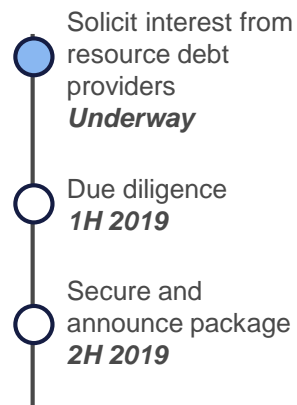 Solicit interest from
resource debt
providers
Underway
Due diligence
1H 2019
Secure and
announce package
2H 2019